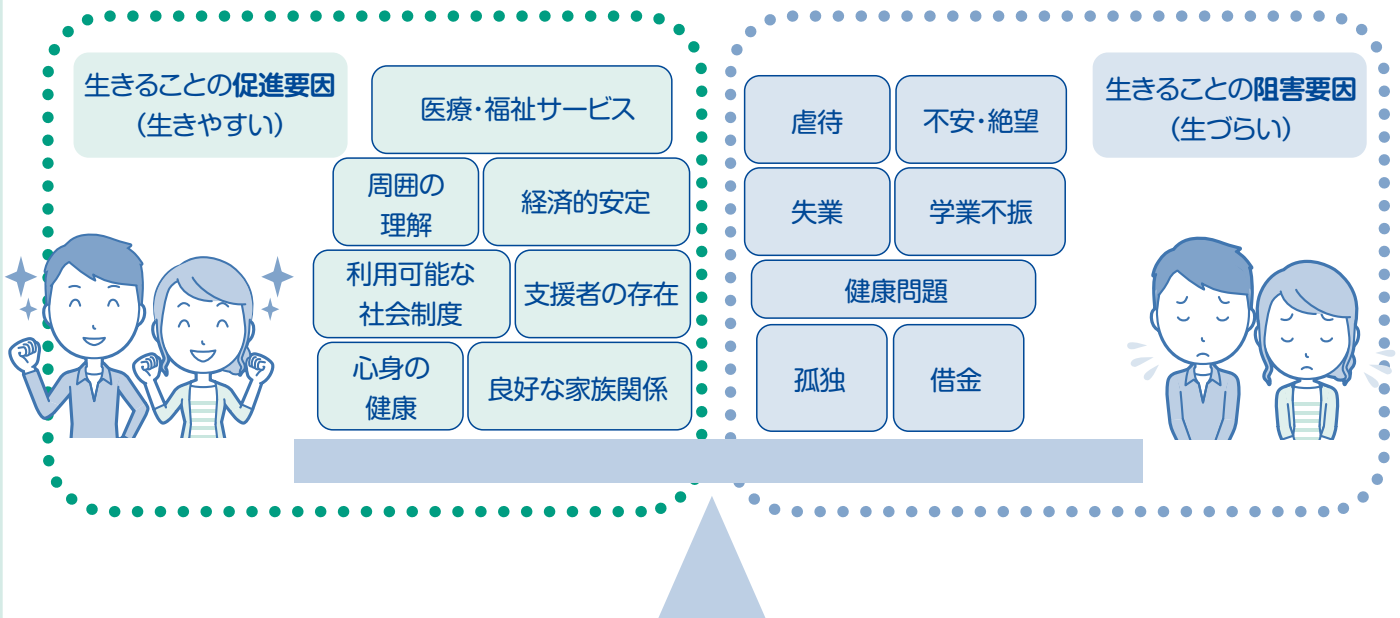 生きることの促進要因
（生きやすい）
医療・福祉サービス
周囲の
理解
経済的安定
利用可能な
社会制度
支援者の存在
心身の
健康
良好な家族関係
生きることの阻害要因
（生づらい）
虐待
不安・絶望
失業
学業不振
健康問題
孤独
借金